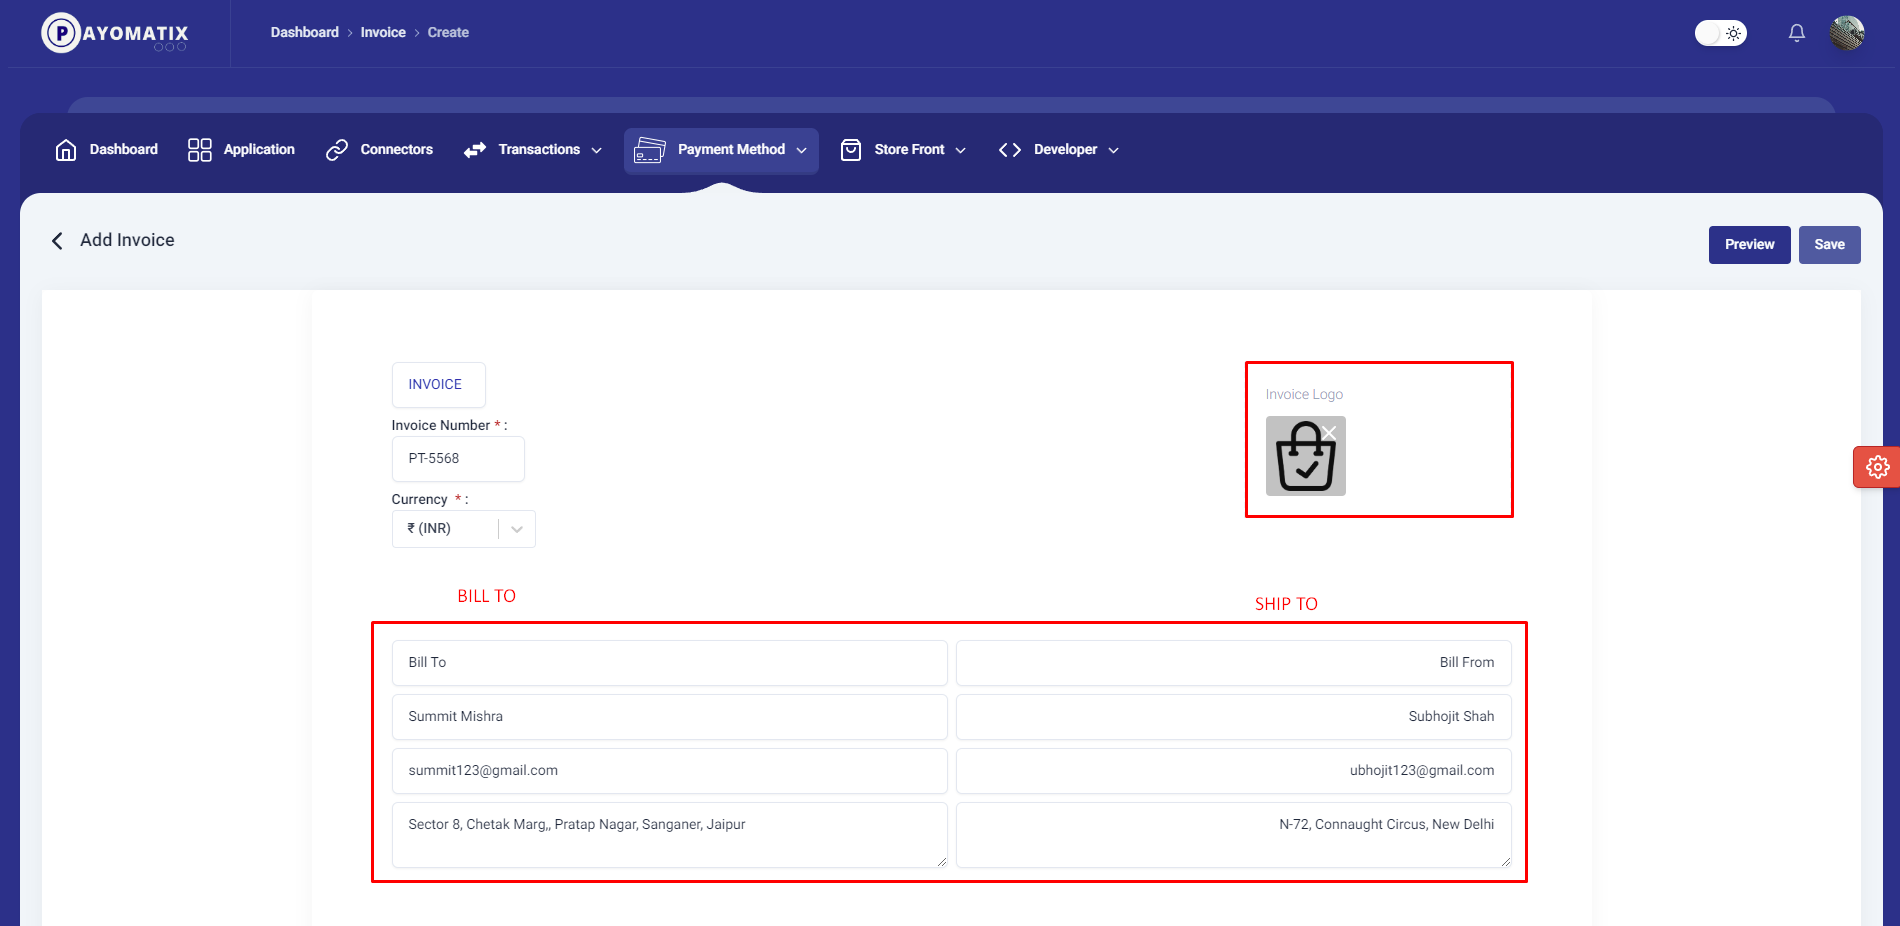 PAYOMATIX
Dashboard > Invoice > Create
Dashboard Application Connectors Transactions Payment Method Store Front Developer
Add Invoice
Preview Save
INVOICE
Invoice Logo
Invoice Number * :
PT-5568
Currency * :
₹ (INR)
BILL TO
SHIP TO
Bill To
Bill From
Summit Mishra
Subhojit Shah
summit123@gmail.com
ubhojit123@gmail.com
Sector 8, Chetak Marg,, Pratap Nagar, Sanganer, Jaipur
N-72, Connaught Circus, New Delhi